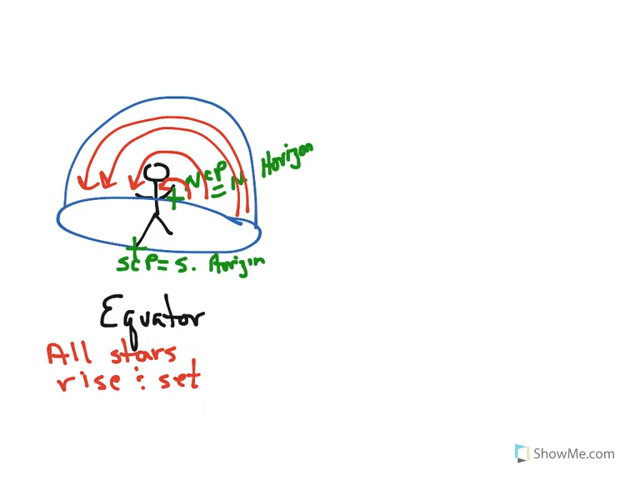 NCP
= N Horizon
SCP = S. Horizon
Equator
All stars
rise : set
ShowMe.com